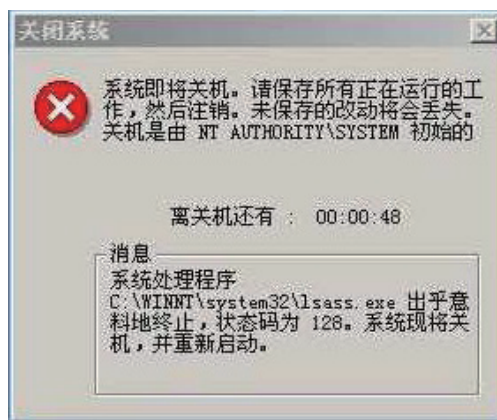 关闭系统
系统即将关机。请保存所有正在运行的工
作，然后注销。未保存的改动将会丢失。
关机是由 NT AUTHORITY\SYSTEM 初始的
离关机还有 : 00:00:48
消息
系统处理程序
C:\WINNT\system32\lsass.exe 出乎意
料地终止，状态码为 128。系统现将关
机，并重新启动。